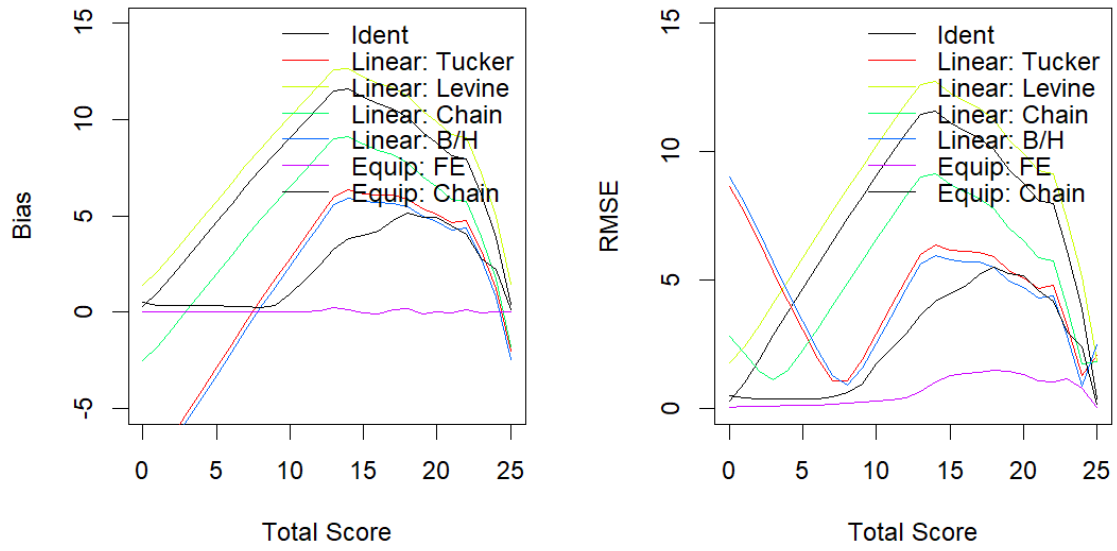 15
10
5
0
-5
Bias
Ident
Linear: Tucker
Linear: Levine
Linear: Chain
Linear: B/H
Equip: FE
Equip: Chain
0 5 10 15 20 25
Total Score
15
10
5
0
RMSE
Ident
Linear: Tucker
Linear: Levine
Linear: Chain
Linear: B/H
Equip: FE
Equip: Chain
0 5 10 15 20 25
Total Score